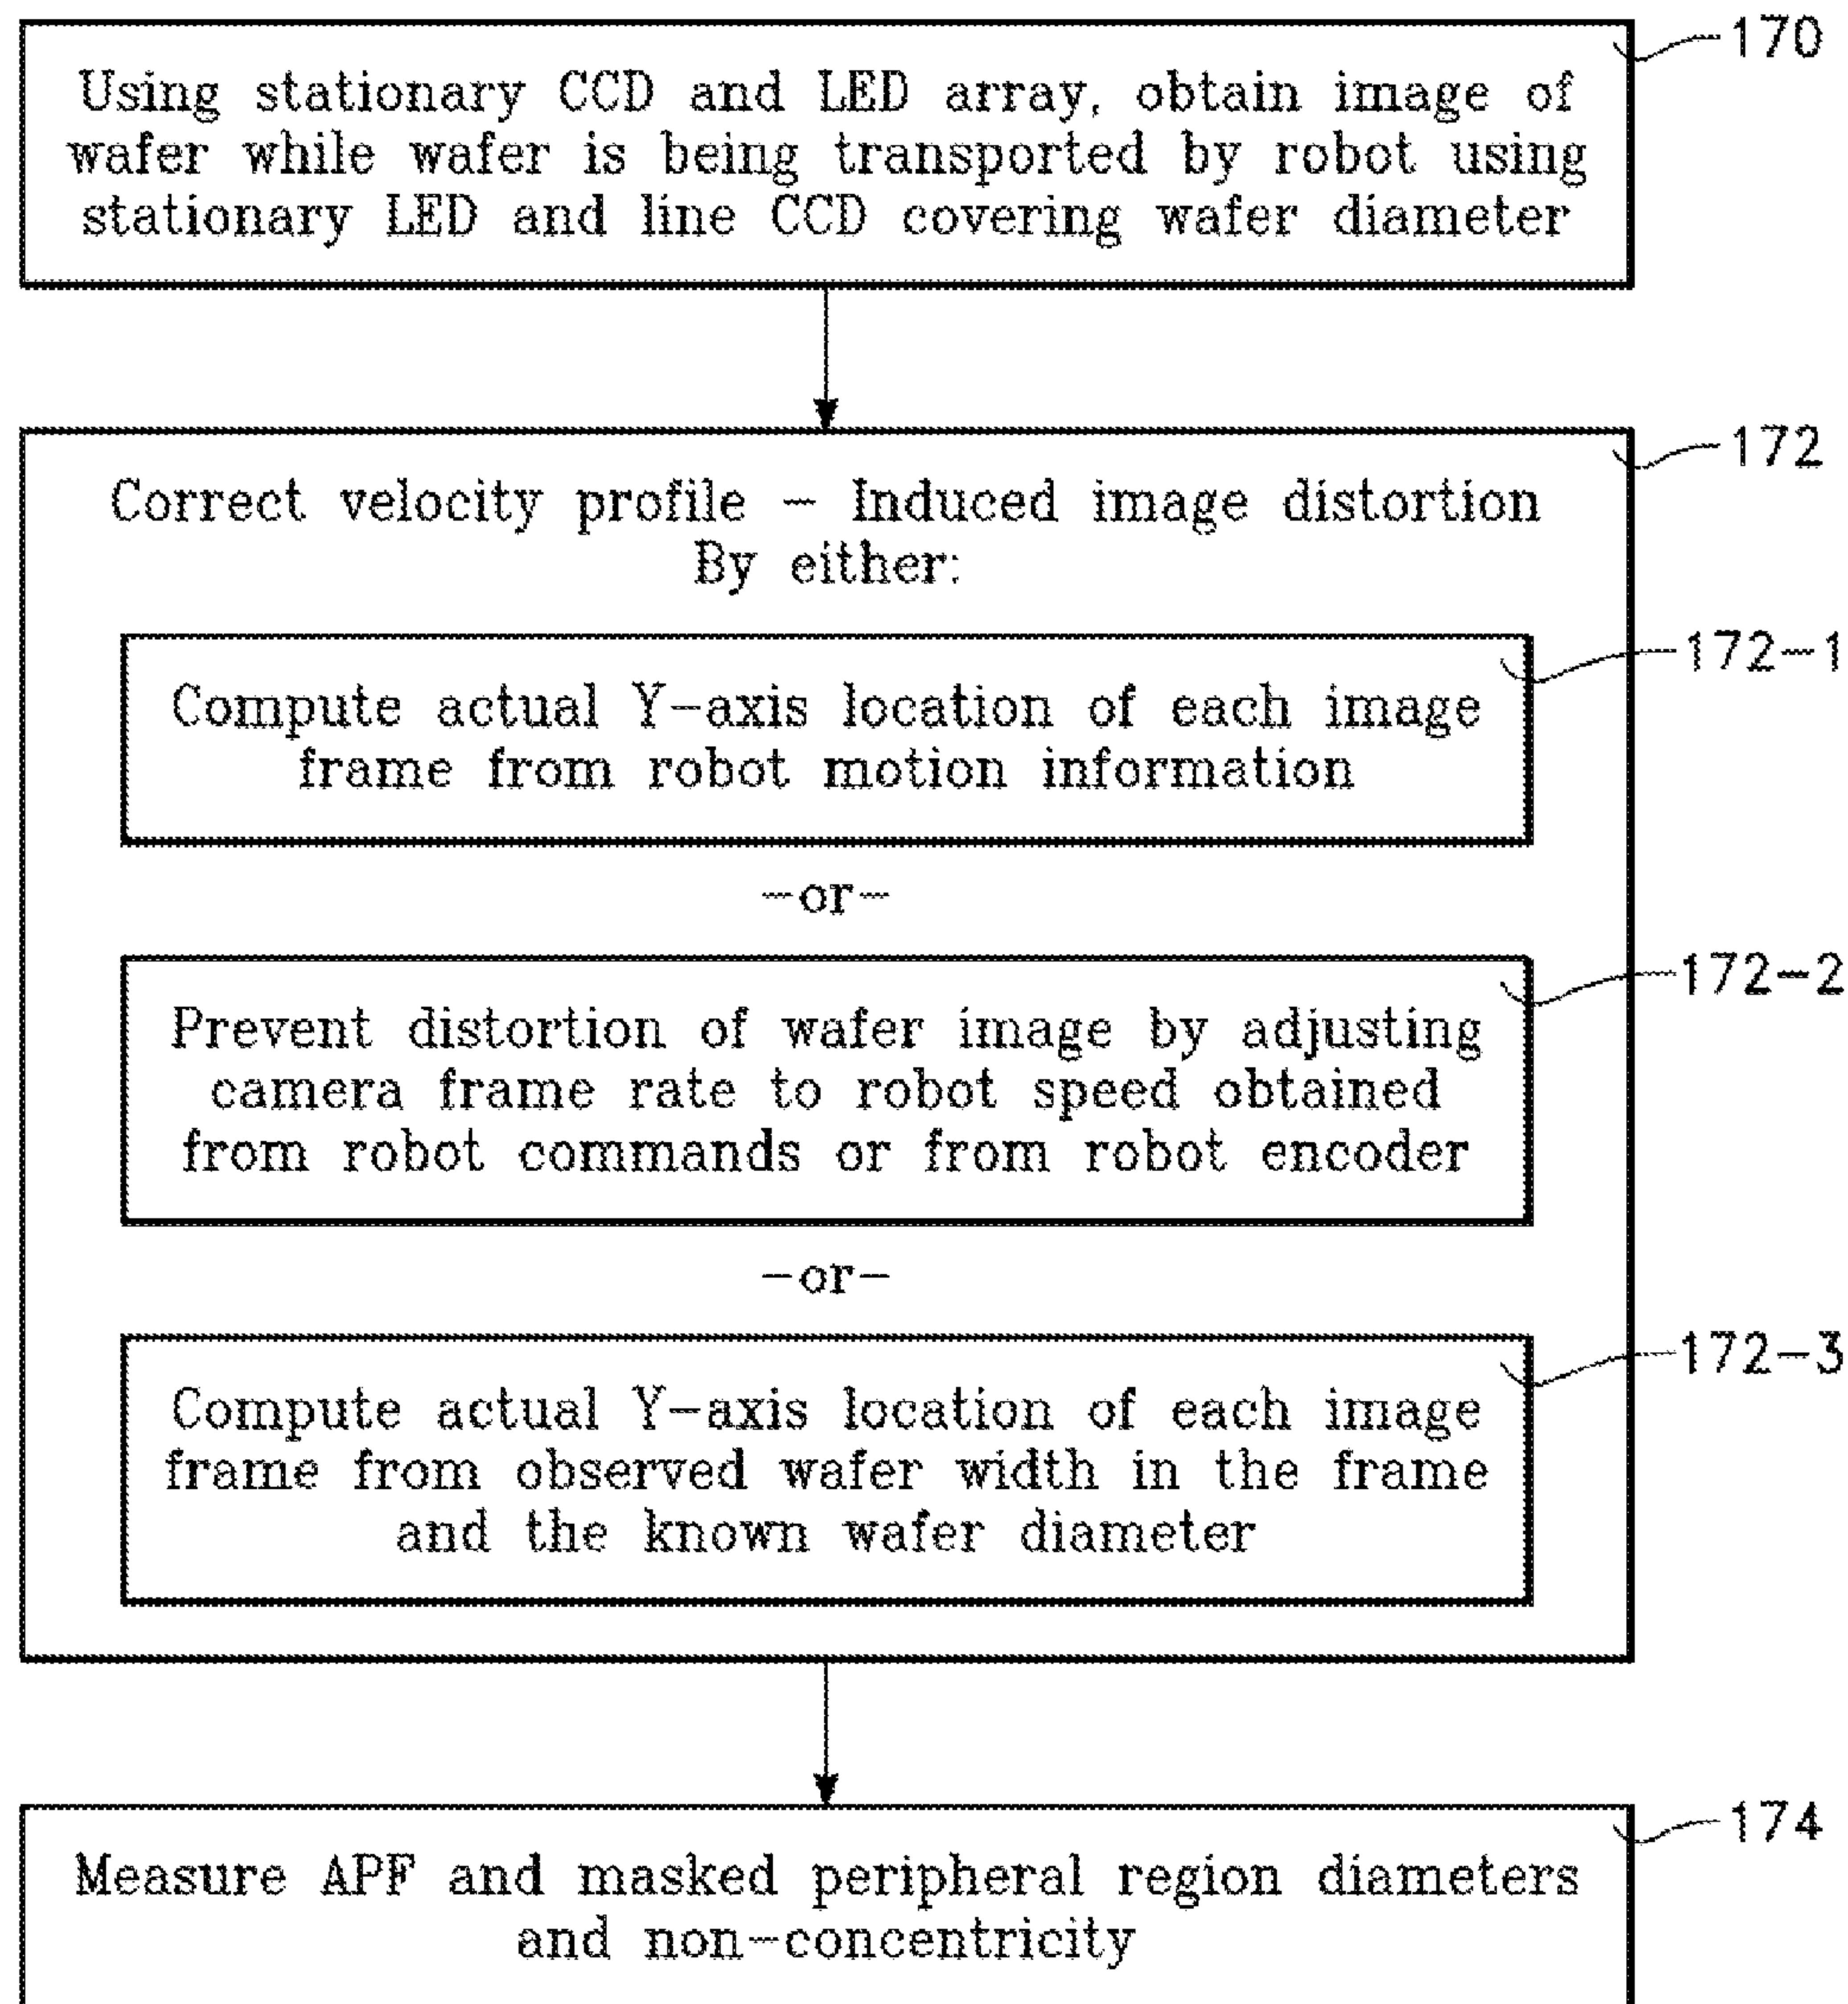 170
Using stationary CCD and LED array, obtain image of
wafer while wafer is being transported by robot using
stationary LED and line CCD covering wafer diameter
172
Correct velocity profile - Induced image distortion
By either:
172-1
Compute actual Y-axis location of each image
frame from robot motion information
-or-
172-2
Prevent distortion of wafer image by adjusting
camera frame rate to robot speed obtained
from robot commands or from robot encoder
-or-
172-3
Compute actual Y-axis location of each image
frame from observed wafer width in the frame
and the known wafer diameter
174
Measure APF and masked peripheral region diameters
and non-concentricity